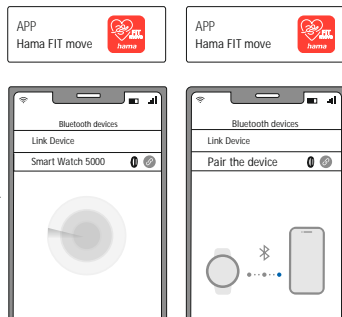 APP
Hama FIT move
FIT
move
hama
APP
Hama FIT move
FIT
move
hama
Bluetooth devices
Link Device
Smart Watch 5000
Bluetooth devices
Link Device
Pair the device